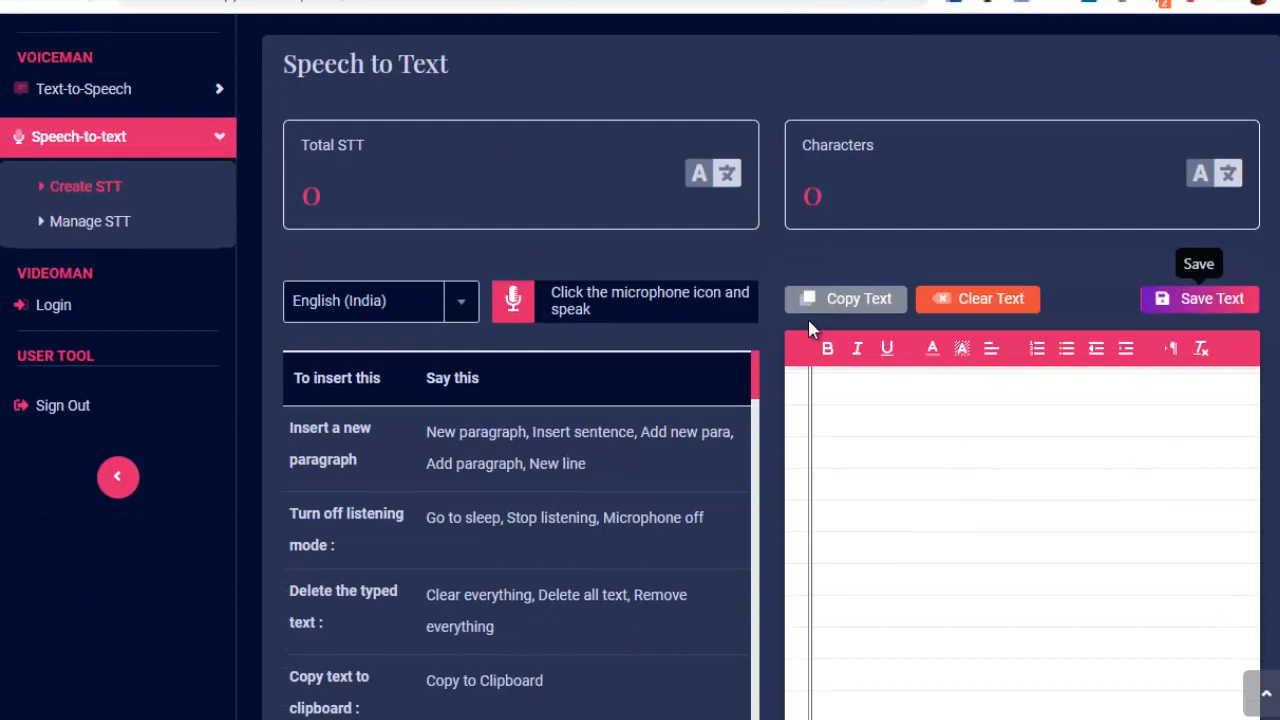 2
VOICEMAN
Text-to-Speech
Speech-to-text
Create STT
Manage STT
VIDEOMAN
Login
USER TOOL
Sign Out
Speech to Text
Total STT
0
Characters
0
Save
English (India)
Click the microphone icon and
speak
Copy Text
Clear Text
Save Text
B I U A A
To insert this Say this
Insert a new
paragraph
New paragraph, Insert sentence, Add new para,
Add paragraph, New line
Turn off listening
mode :
Go to sleep, Stop listening, Microphone off
Delete the typed
text :
Clear everything, Delete all text, Remove
everything
Copy text to
clipboard :
Copy to Clipboard